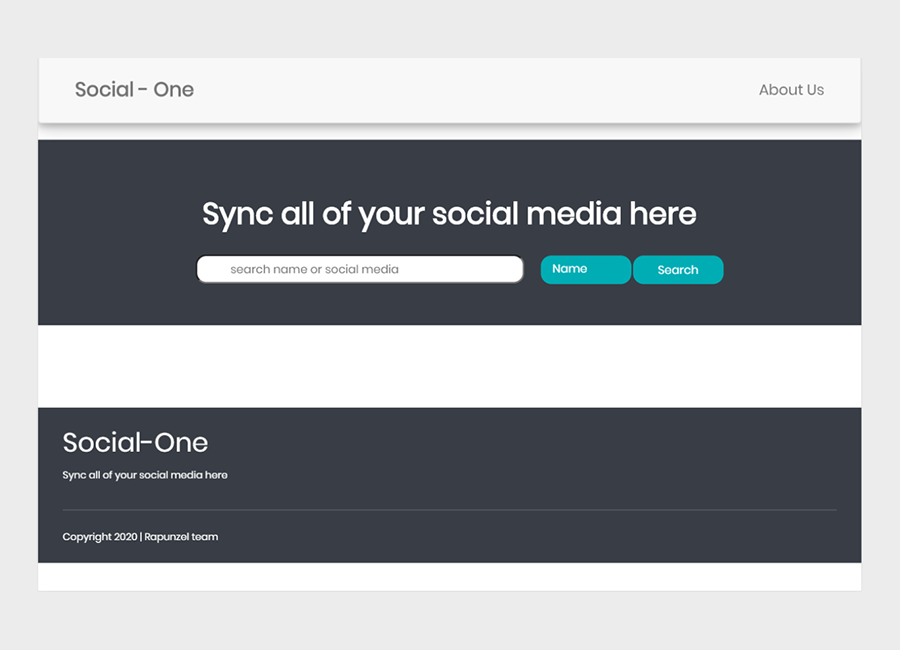 Social - One
About Us
Sync all of your social media here
search name or social media
Name
Search
Social-One
Sync all of your social media here
Copyright 2020 | Rapunzel team